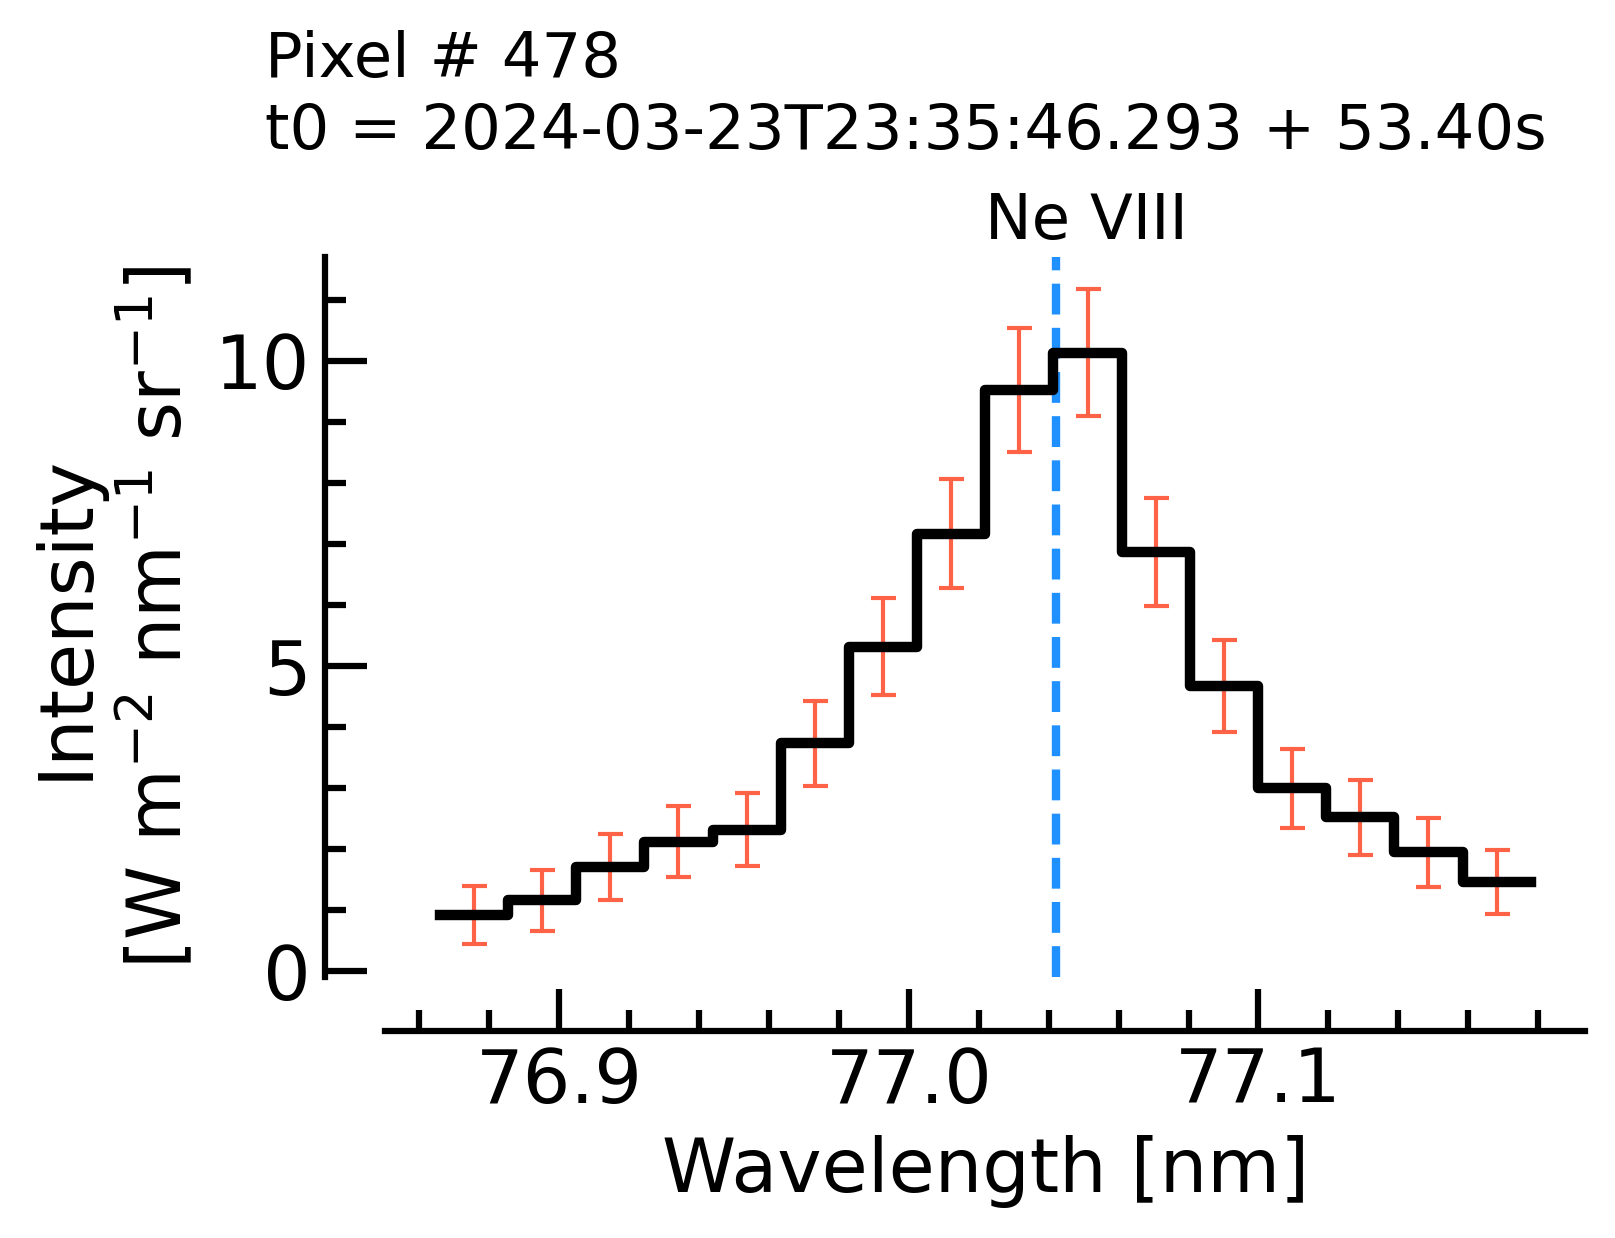 Pixel # 478
t0 = 2024-03-23T23:35:46.293 + 53.40s
Ne VIII
Intensity
[W m⁻² nm⁻¹ sr⁻¹]
10
5
0
76.9 77.0 77.1
Wavelength [nm]